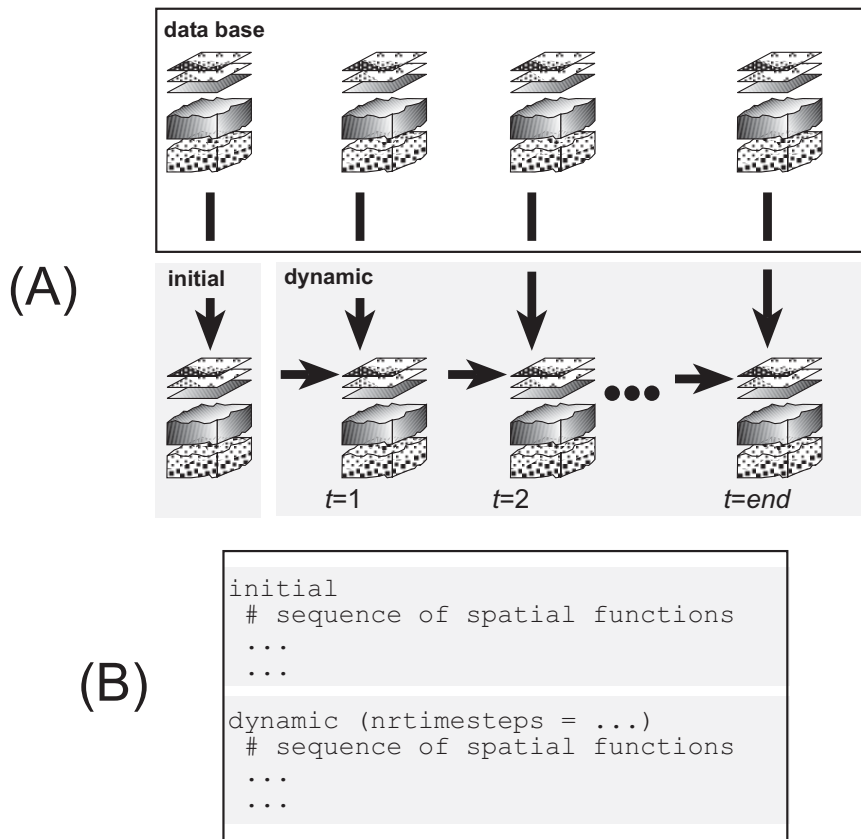 data base
(A)
initial dynamic
t=1 t=2 t=end
(B)
initial
# sequence of spatial functions
...
...
dynamic (nrtimesteps = ...)
# sequence of spatial functions
...
...